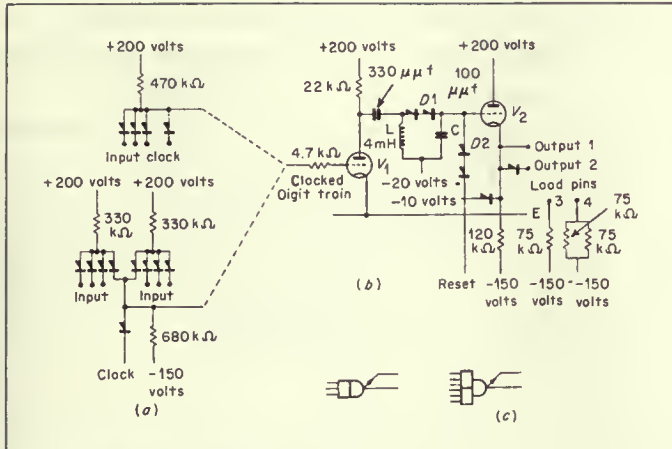 +200 volts
470 kΩ
Input clock
+200 volts
+200 volts
330 kΩ
330 kΩ
Input
Input
680 kΩ
Clock
-150 volts
(a)
+200 volts
22 kΩ
330 μμf
D1
L
4mH
C
4.7 kΩ
V1
Clocked
Digit train
-20 volts
-10 volts
(b)
+200 volts
100 μμf
V2
D2
Output 1
Output 2
Load pins
E
3
4
75 kΩ
120 kΩ
75 kΩ
75 kΩ
Reset
-150 volts
-150 volts
-150 volts
(c)